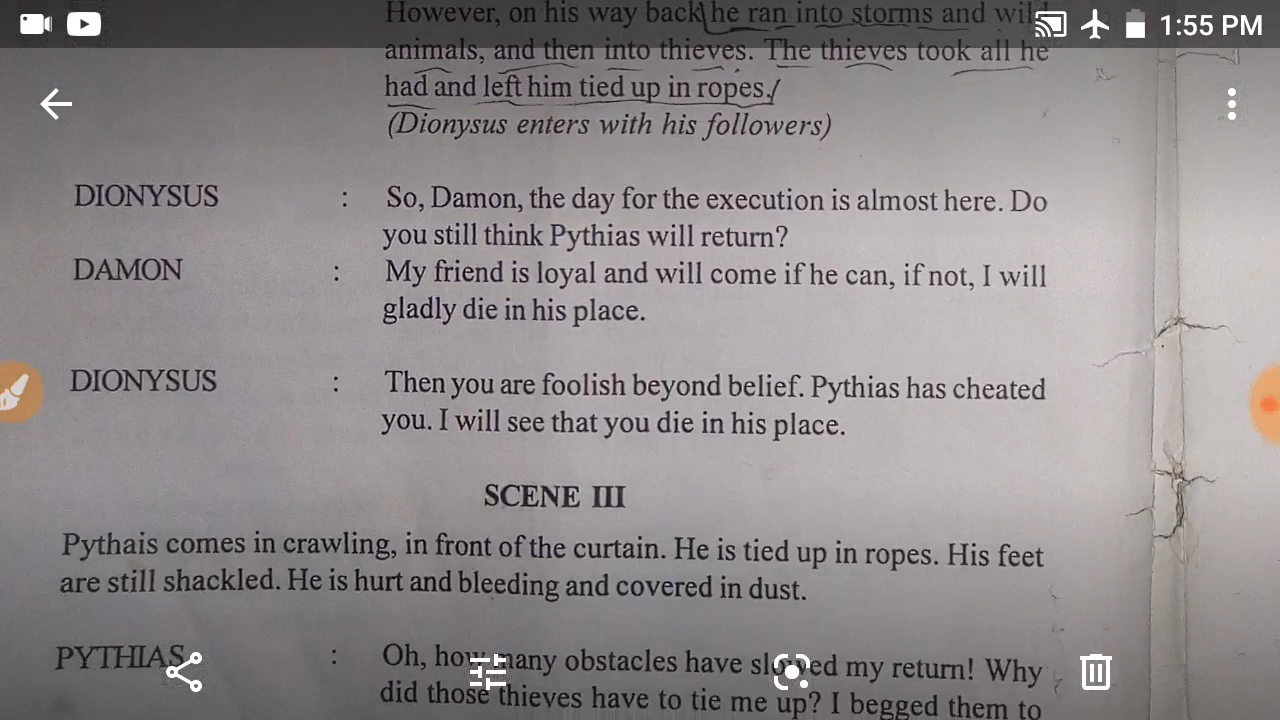 1:55 PM
However, on his way back he ran into storms and wild
animals, and then into thieves. The thieves took all he
had and left him tied up in ropes.
(Dionysus enters with his followers)
DIONYSUS : So, Damon, the day for the execution is almost here. Do
you still think Pythias will return?
DAMON : My friend is loyal and will come if he can, if not, I will
gladly die in his place.
DIONYSUS : Then you are foolish beyond belief. Pythias has cheated
you. I will see that you die in his place.
SCENE III
Pythais comes in crawling, in front of the curtain. He is tied up in ropes. His feet
are still shackled. He is hurt and bleeding and covered in dust.
PYTHIAS : Oh, how many obstacles have slowed my return! Why
did those thieves have to tie me up? I begged them to